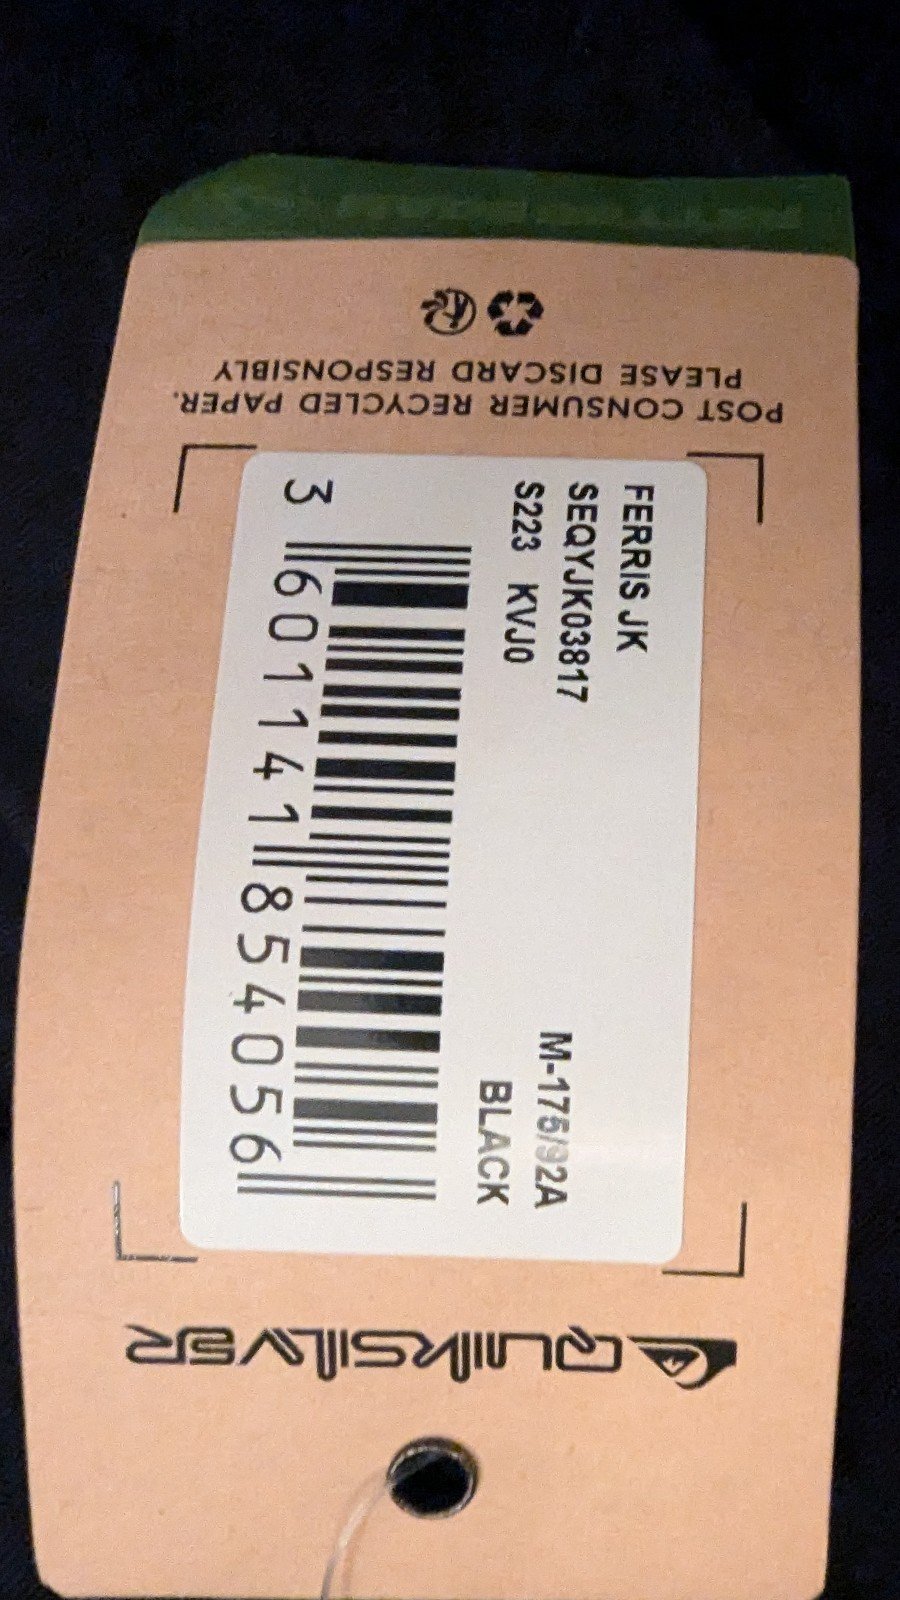 QUIKSILVER
FERRIS JK
SEQYJK03817
M-175/92A
S223 KVJ0
BLACK
3 601141 854056
POST CONSUMER RECYCLED PAPER.
PLEASE DISCARD RESPONSIBLY